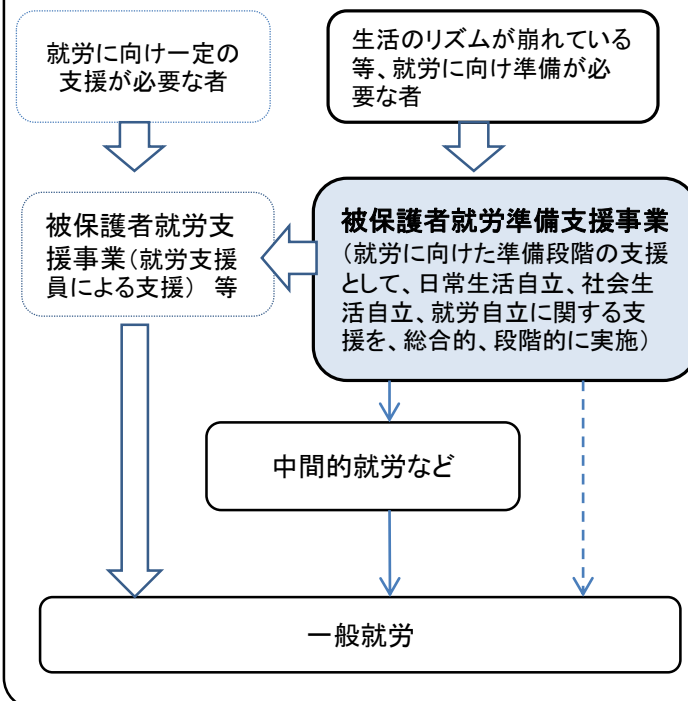 就労に向け一定の
支援が必要な者
生活のリズムが崩れている
等、就労に向け準備が必
要な者
被保護者就労支
援事業(就労支援
員による支援) 等
被保護者就労準備支援事業
(就労に向けた準備段階の支援
として、日常生活自立、社会生
活自立、就労自立に関する支
援を、総合的、段階的に実施)
中間的就労など
一般就労